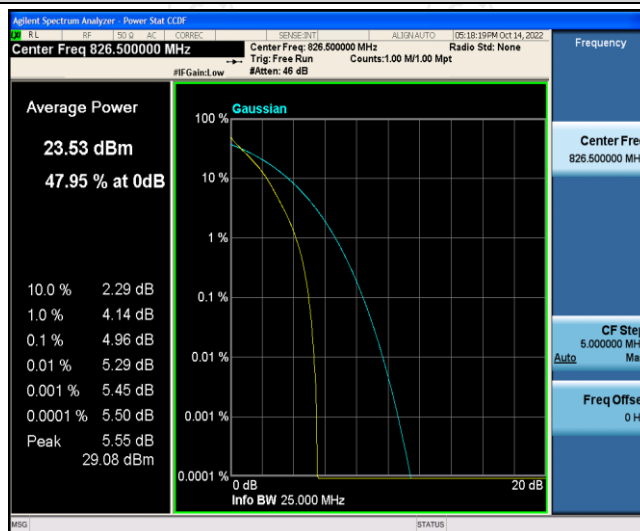 Agilent Spectrum Analyzer - Power Stat CCDF
RL RF 50 Ω AC CORREC SENSE:INT ALIGNAUTO 05:18:19PM Oct 14, 2022
Center Freq 826.500000 MHz
Center Freq: 826.500000 MHz Radio Std: None
Trig: Free Run Counts:1.00 M/1.00 Mpt
#IFGain:Low #Atten: 46 dB
Frequency
Average Power
23.53 dBm
47.95 % at 0dB
10.0 % 2.29 dB
1.0 % 4.14 dB
0.1 % 4.96 dB
0.01 % 5.29 dB
0.001 % 5.45 dB
0.0001 % 5.50 dB
Peak 5.55 dB
29.08 dBm
Gaussian
100 %
10 %
1 %
0.1 %
0.01 %
0.001 %
0.0001 %
0 dB 20 dB
Info BW 25.000 MHz
Center Fre
826.500000 MH
CF Step
5.000000 MH
Auto Ma
Freq Offse
0 H
MSG STATUS